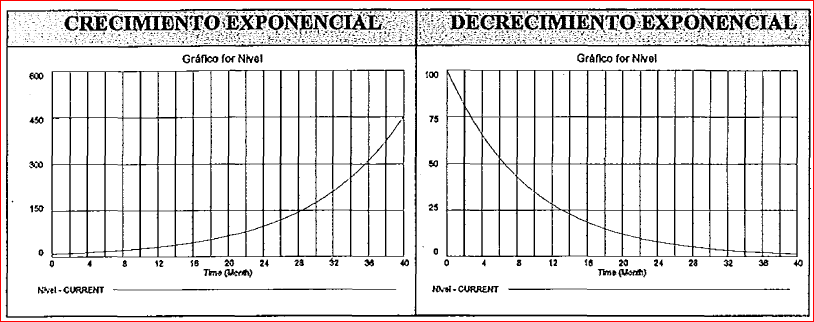 CRECIMIENTO EXPONENCIAL
Gráfico for Nivel
600
450
300
150
0
0 4 8 12 16 20 24 28 32 36 40
Time (Month)
Nivel - CURRENT
DECRECIMIENTO EXPONENCIAL
Gráfico for Nivel
100
75
50
25
0
0 4 8 12 16 20 24 28 32 36 40
Time (Month)
Nivel - CURRENT